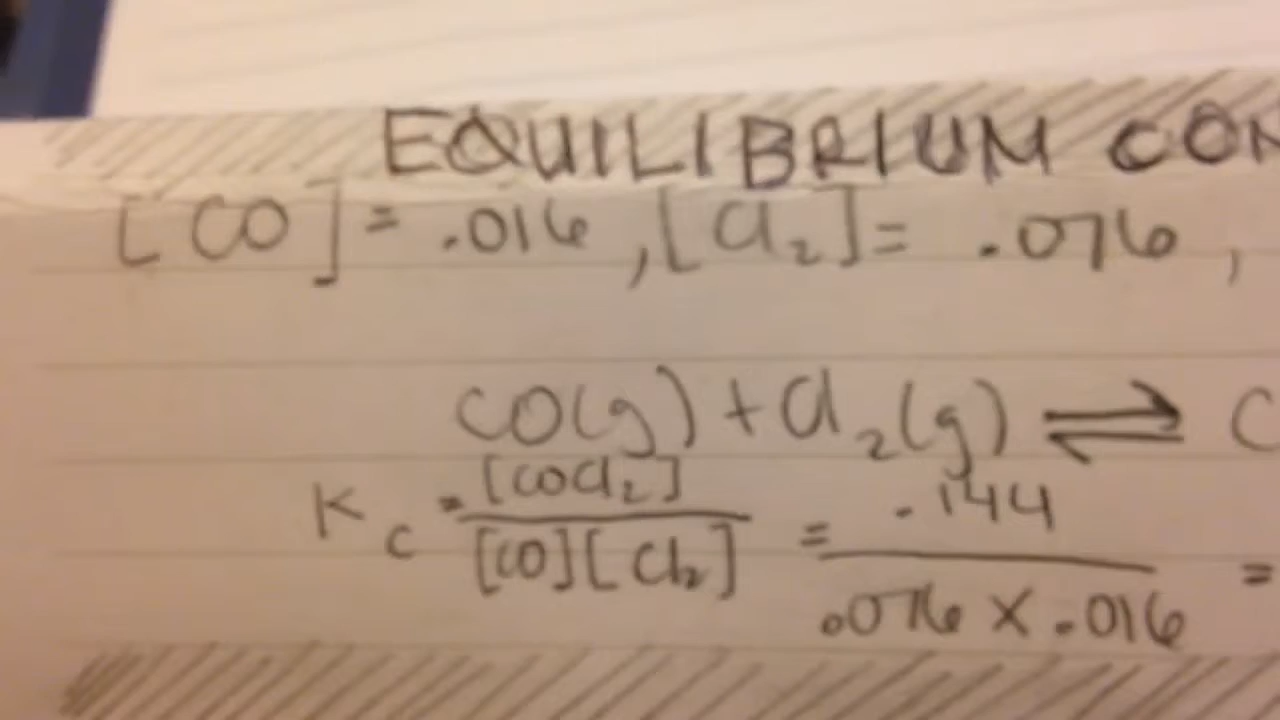 EQUILIBRIUM CON
[CO] = .016, [Cl₂] = .076,
CO(g) + Cl₂(g) ⇌ C
Kc = [COCl₂] / [CO][Cl₂] = .144 / .076 X .016 =